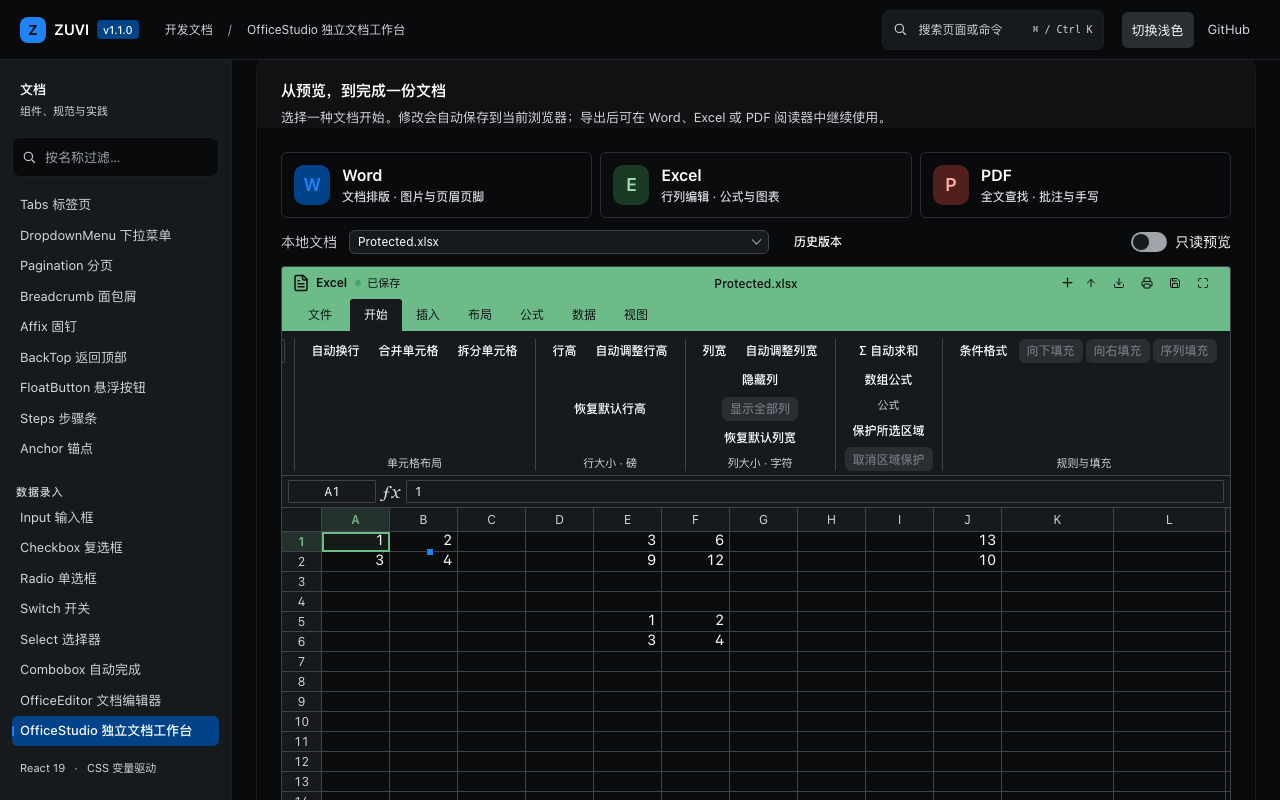 Z ZUVI v1.1.0 开发文档 / OfficeStudio 独立文档工作台 搜索页面或命令 ⌘ / Ctrl K 切换浅色 GitHub
文档
组件、规范与实践
按名称过滤...
Tabs 标签页
DropdownMenu 下拉菜单
Pagination 分页
Breadcrumb 面包屑
Affix 固钉
BackTop 返回顶部
FloatButton 悬浮按钮
Steps 步骤条
Anchor 锚点
数据录入
Input 输入框
Checkbox 复选框
Radio 单选框
Switch 开关
Select 选择器
Combobox 自动完成
OfficeEditor 文档编辑器
OfficeStudio 独立文档工作台
React 19 · CSS 变量驱动
从预览，到完成一份文档
选择一种文档开始。修改会自动保存到当前浏览器；导出后可在 Word、Excel 或 PDF 阅读器中继续使用。
W Word
文档排版 · 图片与页眉页脚
E Excel
行列编辑 · 公式与图表
P PDF
全文查找 · 批注与手写
本地文档 Protected.xlsx 历史版本 只读预览
Excel 已保存 Protected.xlsx
文件 开始 插入 布局 公式 数据 视图
自动换行 合并单元格 拆分单元格
单元格布局
行高 自动调整行高
恢复默认行高
行大小 · 磅
列宽 自动调整列宽
隐藏列
显示全部列
恢复默认列宽
列大小 · 字符
Σ 自动求和
数组公式
公式
保护所选区域
取消区域保护
条件格式 向下填充 向右填充 序列填充
规则与填充
A1 fx 1
A B C D E F G H I J K L
1 1 2 3 6 13
2 3 4 9 12 10
3
4
5 1 2
6 3 4
7
8
9
10
11
12
13
14